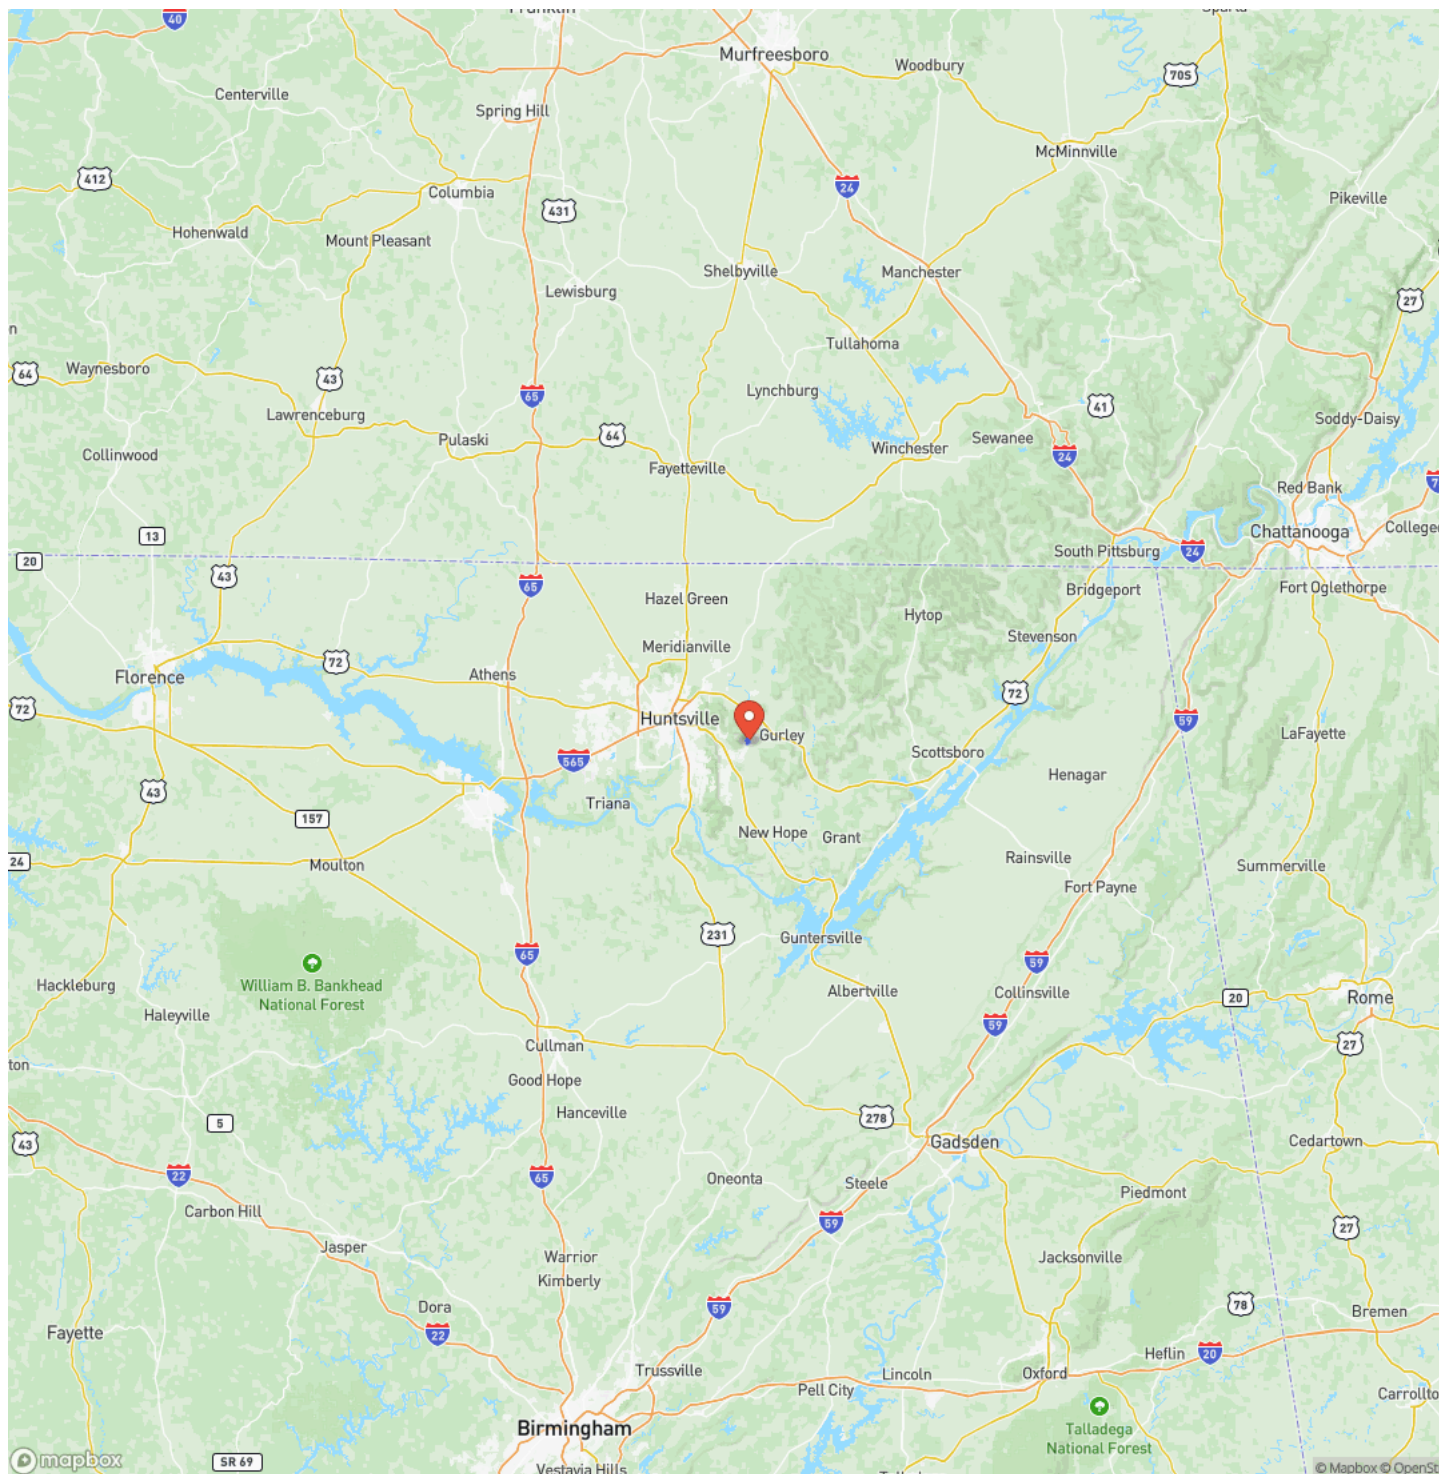 40
Franklin
Sparta
Murfreesboro
Woodbury
70S
Centerville
Spring Hill
McMinnville
412
24
Columbia
Pikeville
431
Hohenwald
Mount Pleasant
Shelbyville
Manchester
Lewisburg
27
n
Tullahoma
64
Waynesboro
43
65
Lynchburg
41
Lawrenceburg
Soddy-Daisy
64
Pulaski
Sewanee
Winchester
24
Collinwood
Fayetteville
Red Bank
7
13
Chattanooga
College
20
South Pittsburg
24
43
65
Bridgeport
Fort Oglethorpe
Hazel Green
Hytop
Stevenson
Meridianville
72
Athens
Florence
72
72
Huntsville
59
Gurley
LaFayette
Scottsboro
565
Henagar
43
Triana
157
New Hope
Grant
24
Moulton
Rainsville
Summerville
Fort Payne
231
Guntersville
65
59
William B. Bankhead
National Forest
Hackleburg
Albertville
Collinsville
20
Rome
Haleyville
59
Cullman
27
ton
Good Hope
Hanceville
5
278
43
Gadsden
Cedartown
22
65
Oneonta
Steele
Piedmont
Carbon Hill
59
27
Jasper
Warrior
Jacksonville
Kimberly
Dora
59
78
Bremen
Fayette
22
Heflin
20
Trussville
Lincoln
Oxford
Pell City
Carrollto
Birmingham
Talladega
National Forest
mapbox
SR 69
Vestavia Hills
© Mapbox © OpenSt